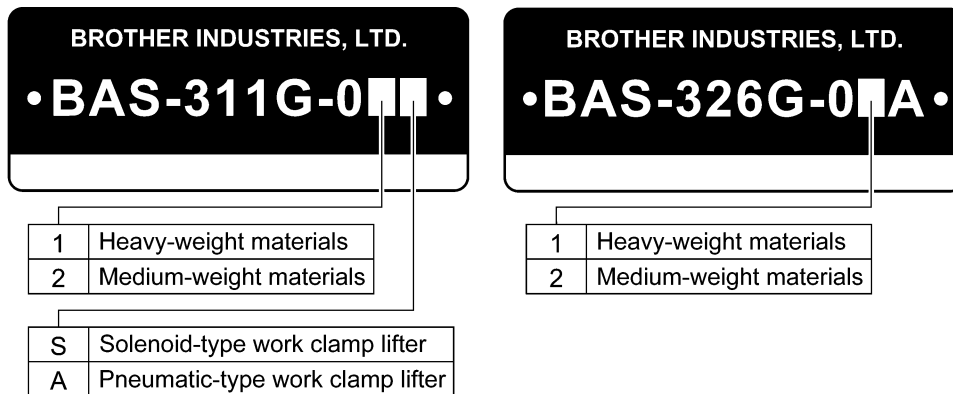 BROTHER INDUSTRIES, LTD.
•BAS-311G-0■■•
1 Heavy-weight materials
2 Medium-weight materials
S Solenoid-type work clamp lifter
A Pneumatic-type work clamp lifter
BROTHER INDUSTRIES, LTD.
•BAS-326G-0■A•
1 Heavy-weight materials
2 Medium-weight materials